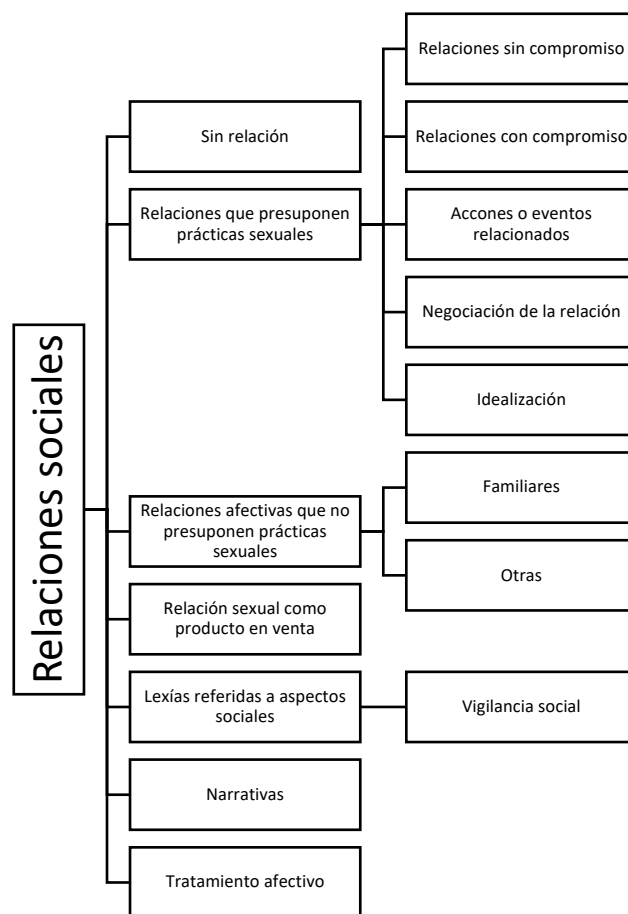 Relaciones sociales
Sin relación
Relaciones que presuponen
prácticas sexuales
Relaciones sin compromiso
Relaciones con compromiso
Accones o eventos
relacionados
Negociación de la relación
Idealización
Relaciones afectivas que no
presuponen prácticas
sexuales
Familiares
Otras
Relación sexual como
producto en venta
Lexías referidas a aspectos
sociales
Vigilancia social
Narrativas
Tratamiento afectivo